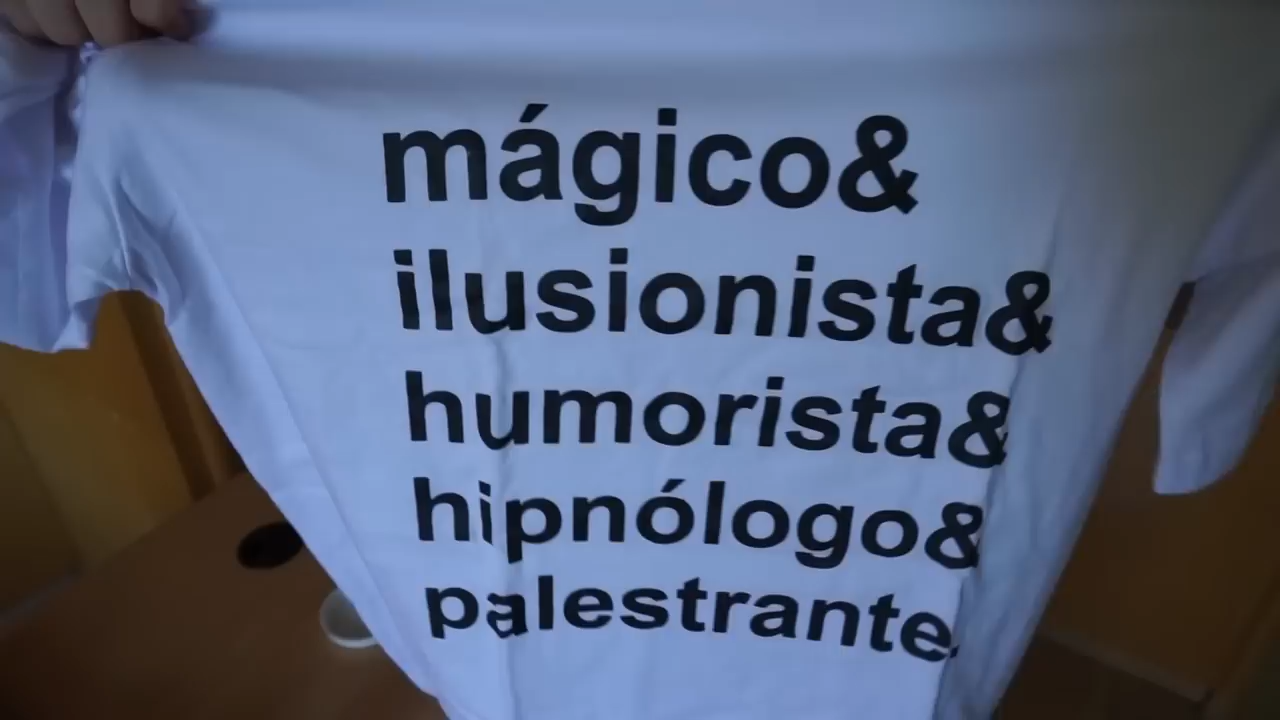 mágico&
ilusionista&
humorista&
hipnólogo&
palestrante.